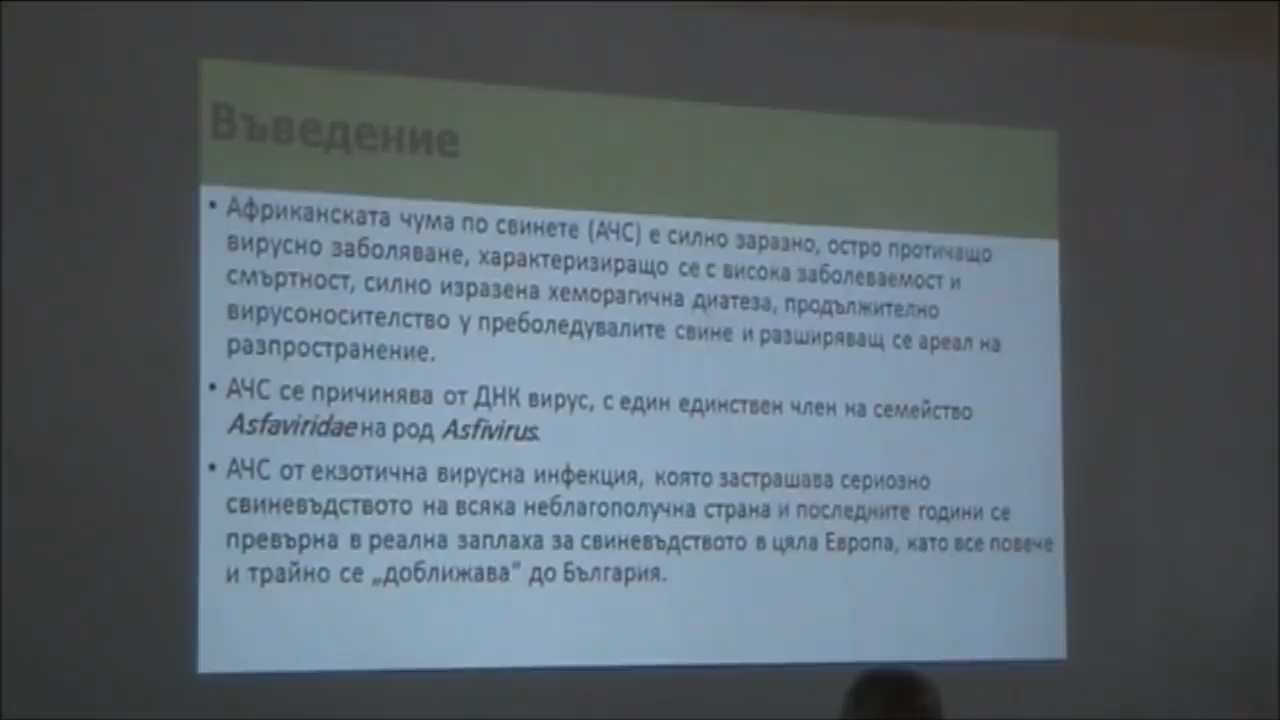 Въведение
• Африканската чума по свинете (АЧС) е силно заразно, остро протичащо
вирусно заболяване, характеризиращо се с висока заболеваемост и
смъртност, силно изразена хеморагична диатеза, продължително
вирусоносителство у преболедувалите свине и разширяващ се ареал на
разпространение.
• АЧС се причинява от ДНК вирус, с един единствен член на семейство
Asfaviridae на род Asfivirus.
• АЧС от екзотична вирусна инфекция, която застрашава сериозно
свиневъдството на всяка неблагополучна страна и последните години се
превърна в реална заплаха за свиневъдството в цяла Европа, като все повече
и трайно се „доближава“ до България.